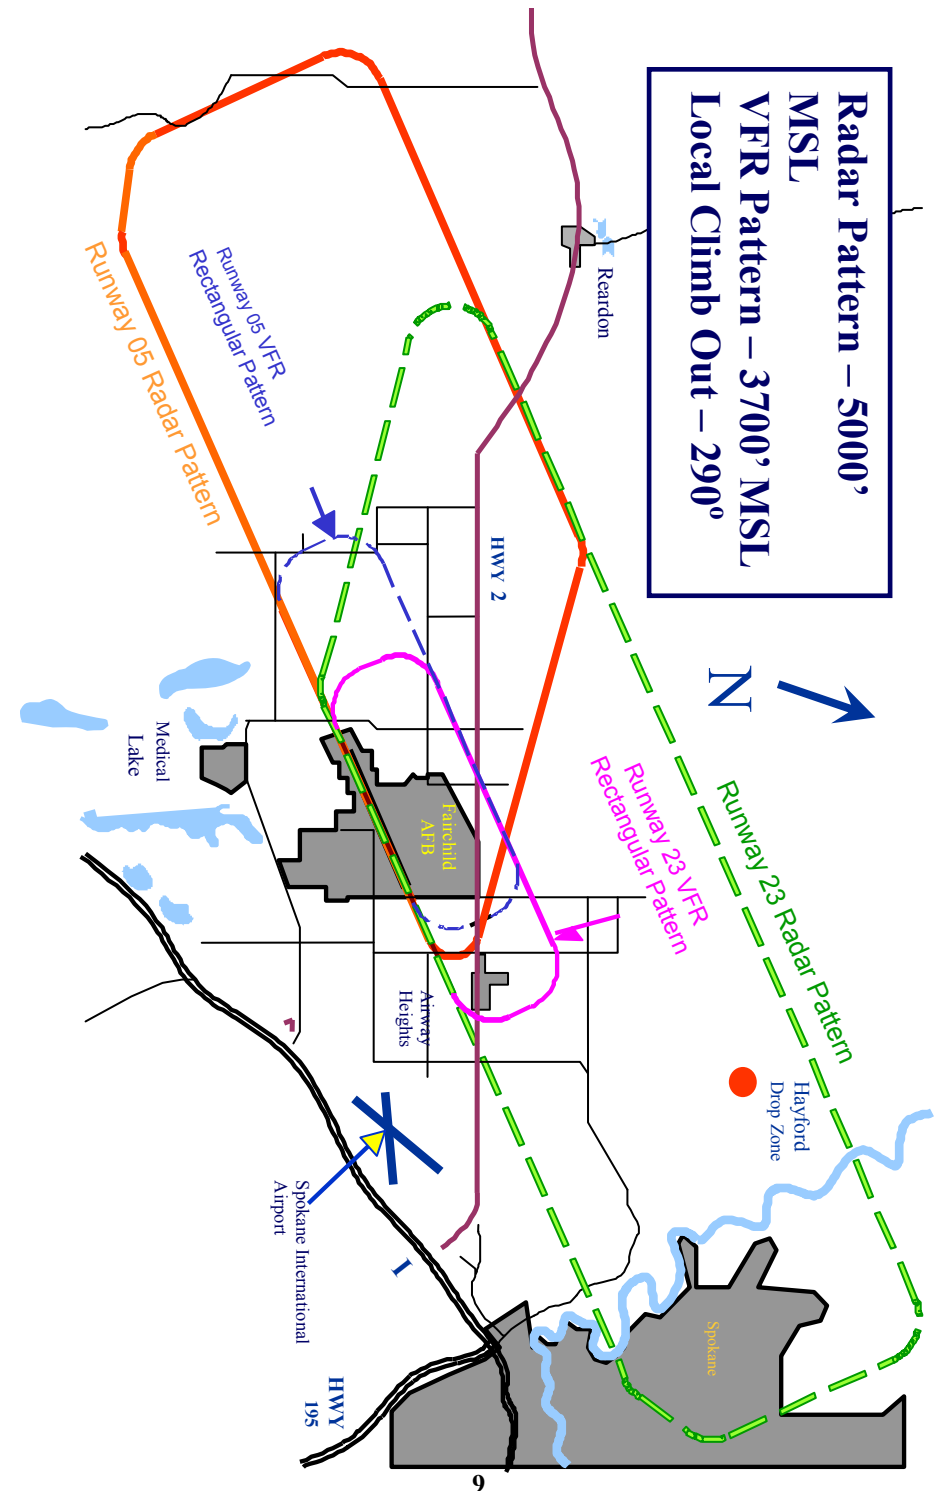 Radar Pattern – 5000’
MSL
VFR Pattern – 3700’ MSL
Local Climb Out – 290º
Reardon
Runway 05 VFR
Rectangular Pattern
Runway 05 Radar Pattern
HWY 2
N
Runway 23 Radar Pattern
Runway 23 VFR
Rectangular Pattern
Medical
Lake
Fairchild
AFB
Airway
Heights
Hayford
Drop Zone
Spokane International
Airport
I
Spokane
HWY
195
9